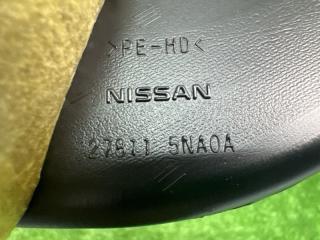 >PE-HD<
NISSAN
27811 5NA0A